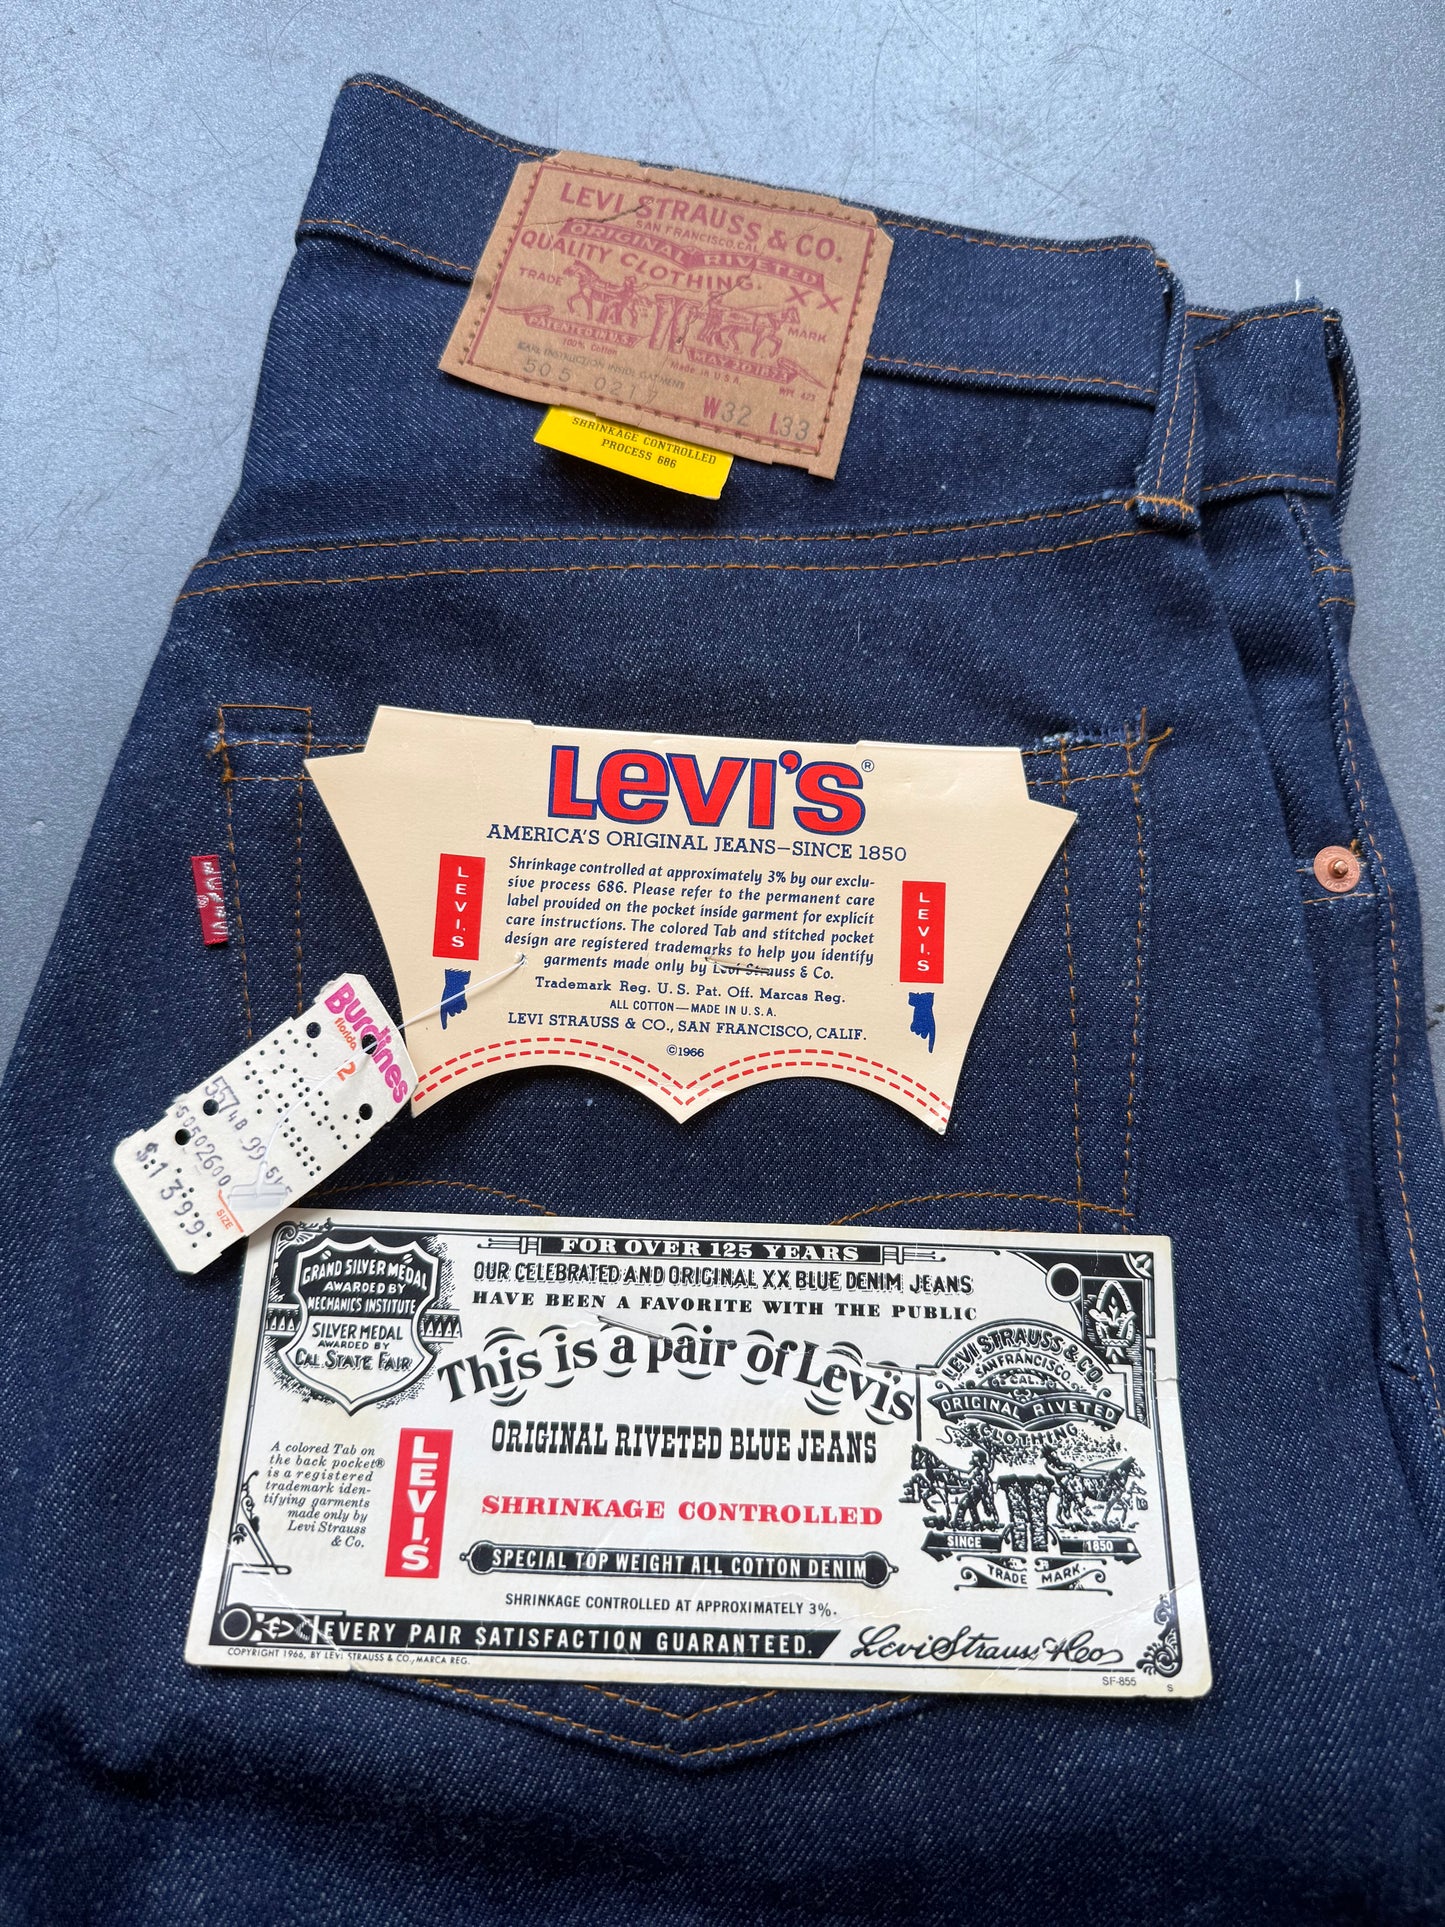 LEVI STRAUSS & CO.
SAN FRANCISCO, CAL.
ORIGINAL RIVETED
QUALITY CLOTHING.
XX
TRADE MARK
PATENTED IN U.S. MAY 20 1873
100% Cotton Made in U.S.A.
CARE INSTRUCTION INSIDE GARMENT
WPL 423
505 0217 W32 L33
SHRINKAGE CONTROLLED
PROCESS 686
LEVI'S®
AMERICA'S ORIGINAL JEANS—SINCE 1850
LEVI'S
Shrinkage controlled at approximately 3% by our exclu-
sive process 686. Please refer to the permanent care
label provided on the pocket inside garment for explicit
care instructions. The colored Tab and stitched pocket
design are registered trademarks to help you identify
garments made only by Levi Strauss & Co.
LEVI'S
Trademark Reg. U. S. Pat. Off. Marcas Reg.
ALL COTTON—MADE IN U.S.A.
LEVI STRAUSS & CO., SAN FRANCISCO, CALIF.
©1966
LEVI'S
Burdines
florida
2
$13.99
SIZE
FOR OVER 125 YEARS
OUR CELEBRATED AND ORIGINAL XX BLUE DENIM JEANS
HAVE BEEN A FAVORITE WITH THE PUBLIC
GRAND SILVER MEDAL
AWARDED BY
MECHANICS INSTITUTE
SILVER MEDAL
AWARDED BY
CAL. STATE FAIR
This is a pair of Levi's
ORIGINAL RIVETED BLUE JEANS
SHRINKAGE CONTROLLED
SPECIAL TOP WEIGHT ALL COTTON DENIM
SHRINKAGE CONTROLLED AT APPROXIMATELY 3%.
A colored Tab on
the back pocket®
is a registered
trademark iden-
tifying garments
made only by
Levi Strauss
& Co.
LEVI'S
LEVI STRAUSS & CO.
SAN FRANCISCO,
CAL.
ORIGINAL RIVETED
CLOTHING
SINCE 1850
TRADE MARK.
EVERY PAIR SATISFACTION GUARANTEED.
Levi Strauss & Co
COPYRIGHT 1966, BY LEVI STRAUSS & CO., MARCA REG.
SF-855
S